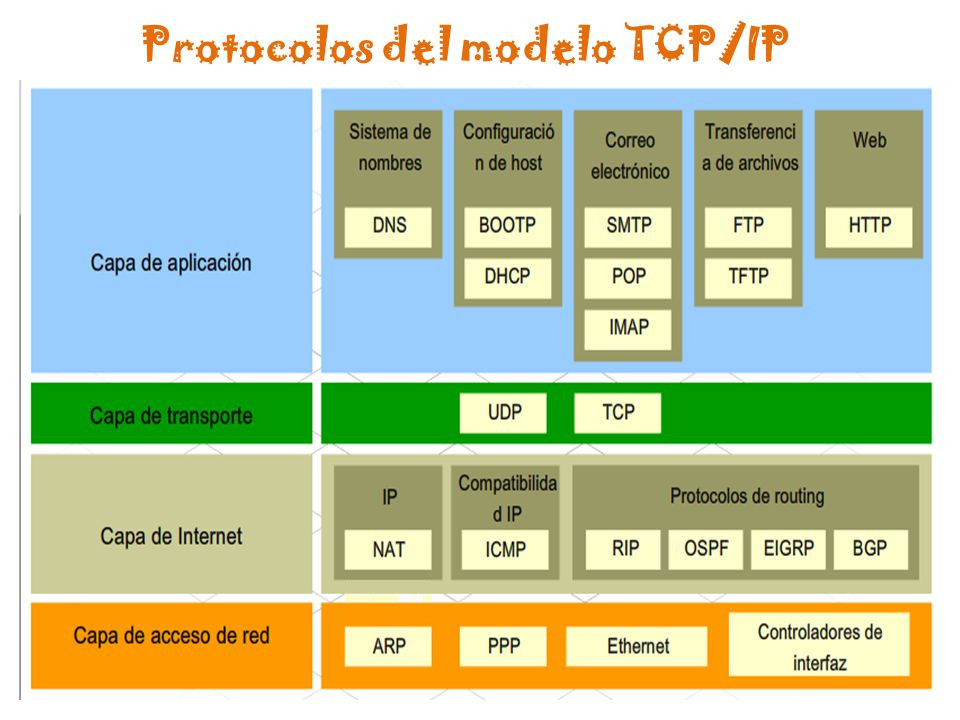 Protocolos del modelo TCP/IP
Capa de aplicación
Sistema de
nombres
DNS
Configuració
n de host
BOOTP
DHCP
Correo
electrónico
SMTP
POP
IMAP
Transferenci
a de archivos
FTP
TFTP
Web
HTTP
Capa de transporte
UDP
TCP
Capa de Internet
IP
NAT
Compatibilida
d IP
ICMP
Protocolos de routing
RIP
OSPF
EIGRP
BGP
Capa de acceso de red
ARP
PPP
Ethernet
Controladores de
interfaz